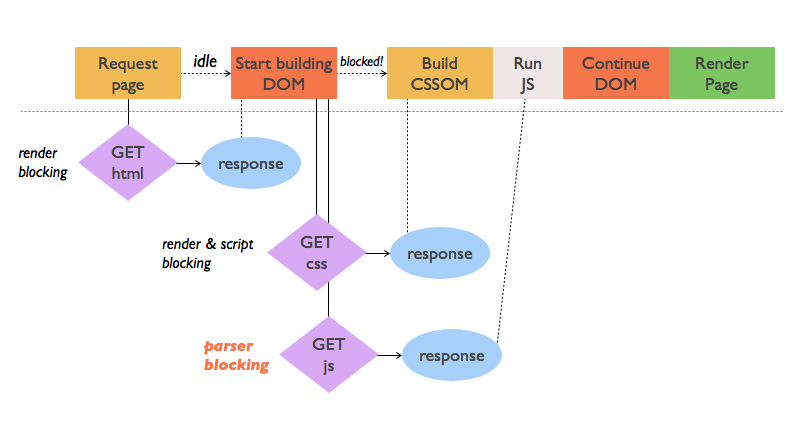 Request
page
idle
Start building
DOM
blocked!
Build
CSSOM
Run
JS
Continue
DOM
Render
Page
render
blocking
GET
html
response
render & script
blocking
GET
css
response
parser
blocking
GET
js
response